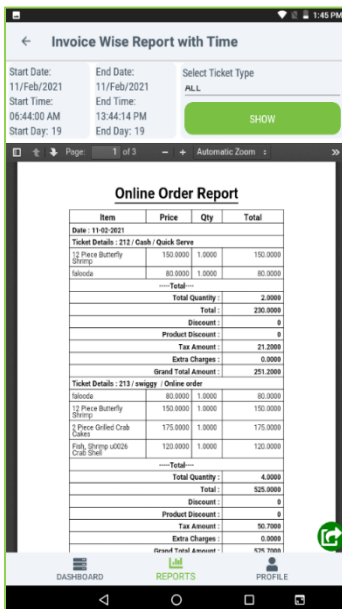 1:45 PM
Invoice Wise Report with Time
Start Date: End Date: Select Ticket Type
11/Feb/2021 11/Feb/2021 ALL
Start Time: End Time:
06:44:00 AM 13:44:14 PM SHOW
Start Day: 19 End Day: 19
Page: 1 of 3 − + Automatic Zoom
Online Order Report
Item Price Qty Total
Date : 11-02-2021
Ticket Details : 212 / Cash / Quick Serve
12 Piece Butterfly 150.0000 1.0000 150.0000
Shrimp
falooda 80.0000 1.0000 80.0000
-----Total----
Total Quantity : 2.0000
Total : 230.0000
Discount : 0
Product Discount : 0
Tax Amount : 21.2000
Extra Charges : 0.0000
Grand Total Amount : 251.2000
Ticket Details : 213 / swiggy / Online order
falooda 80.0000 1.0000 80.0000
12 Piece Butterfly 150.0000 1.0000 150.0000
Shrimp
2 Piece Grilled Crab 175.0000 1.0000 175.0000
Cakes
Fish, Shrimp u0026 120.0000 1.0000 120.0000
Crab Shell
-----Total----
Total Quantity : 4.0000
Total : 525.0000
Discount : 0
Product Discount : 0
Tax Amount : 50.7000
Extra Charges : 0.0000
Grand Total Amount : 575.7000
DASHBOARD REPORTS PROFILE